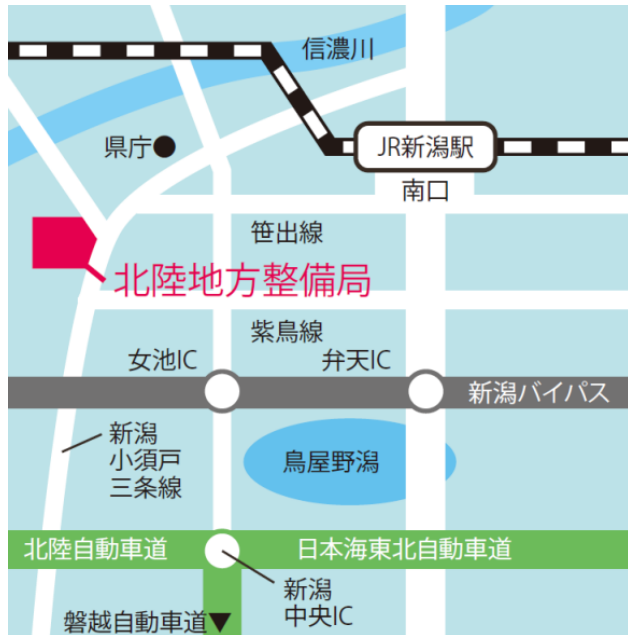 信濃川
県庁●
JR新潟駅
南口
笹出線
北陸地方整備局
紫鳥線
女池IC
弁天IC
新潟バイパス
新潟
小須戸
三条線
鳥屋野潟
北陸自動車道
日本海東北自動車道
新潟
中央IC
磐越自動車道▼